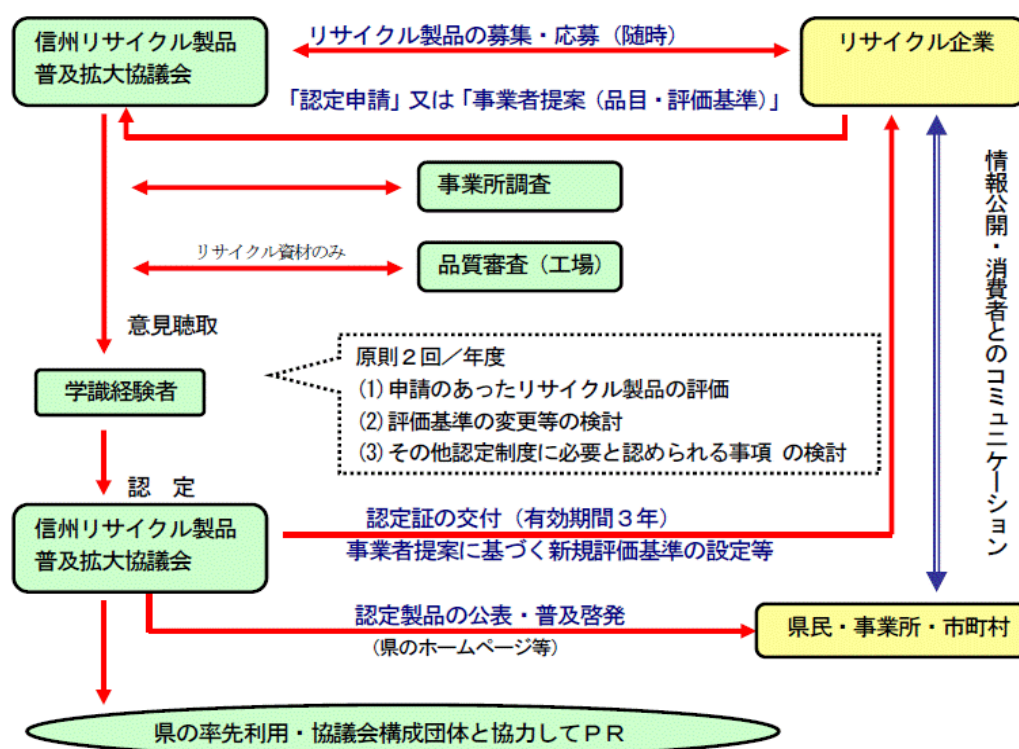 信州リサイクル製品
普及拡大協議会
リサイクル製品の募集・応募（随時）
リサイクル企業
「認定申請」又は「事業者提案（品目・評価基準）」
事業所調査
リサイクル資材のみ
品質審査（工場）
情報公開・消費者とのコミュニケーション
意見聴取
学識経験者
原則２回／年度
(1) 申請のあったリサイクル製品の評価
(2) 評価基準の変更等の検討
(3) その他認定制度に必要と認められる事項 の検討
認　定
信州リサイクル製品
普及拡大協議会
認定証の交付（有効期間３年）
事業者提案に基づく新規評価基準の設定等
認定製品の公表・普及啓発
（県のホームページ等）
県民・事業所・市町村
県の率先利用・協議会構成団体と協力してＰＲ